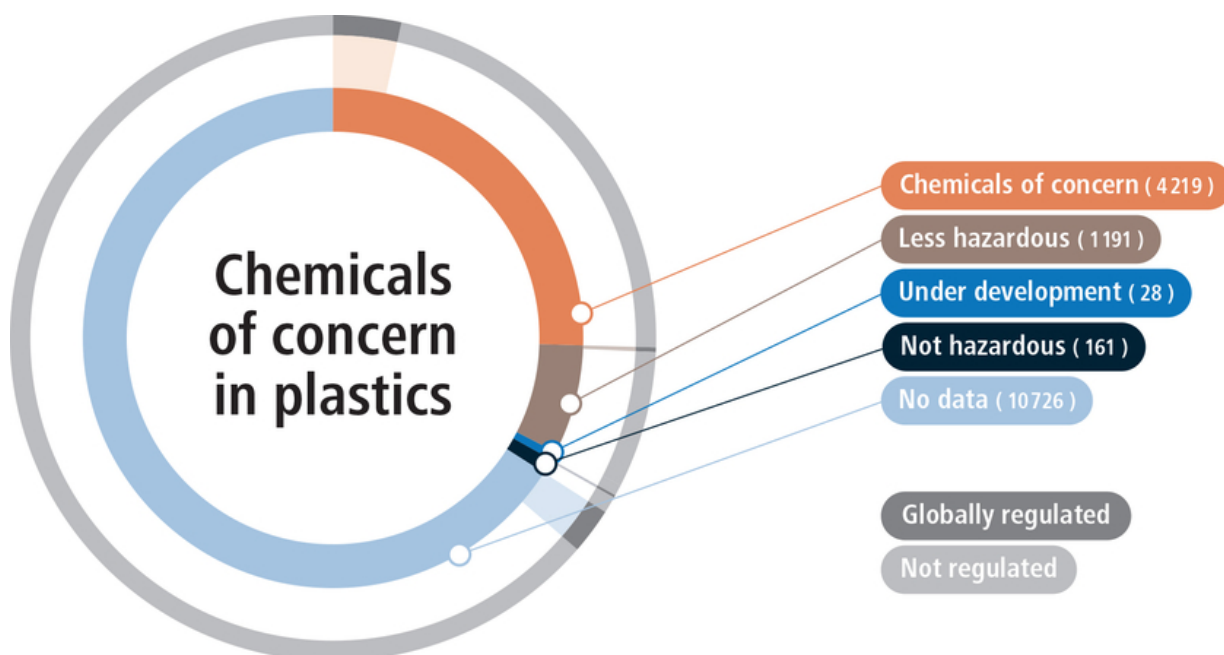 Chemicals
of concern
in plastics
Chemicals of concern ( 4 219 )
Less hazardous ( 1 191 )
Under development ( 28 )
Not hazardous ( 161 )
No data ( 10 726 )
Globally regulated
Not regulated